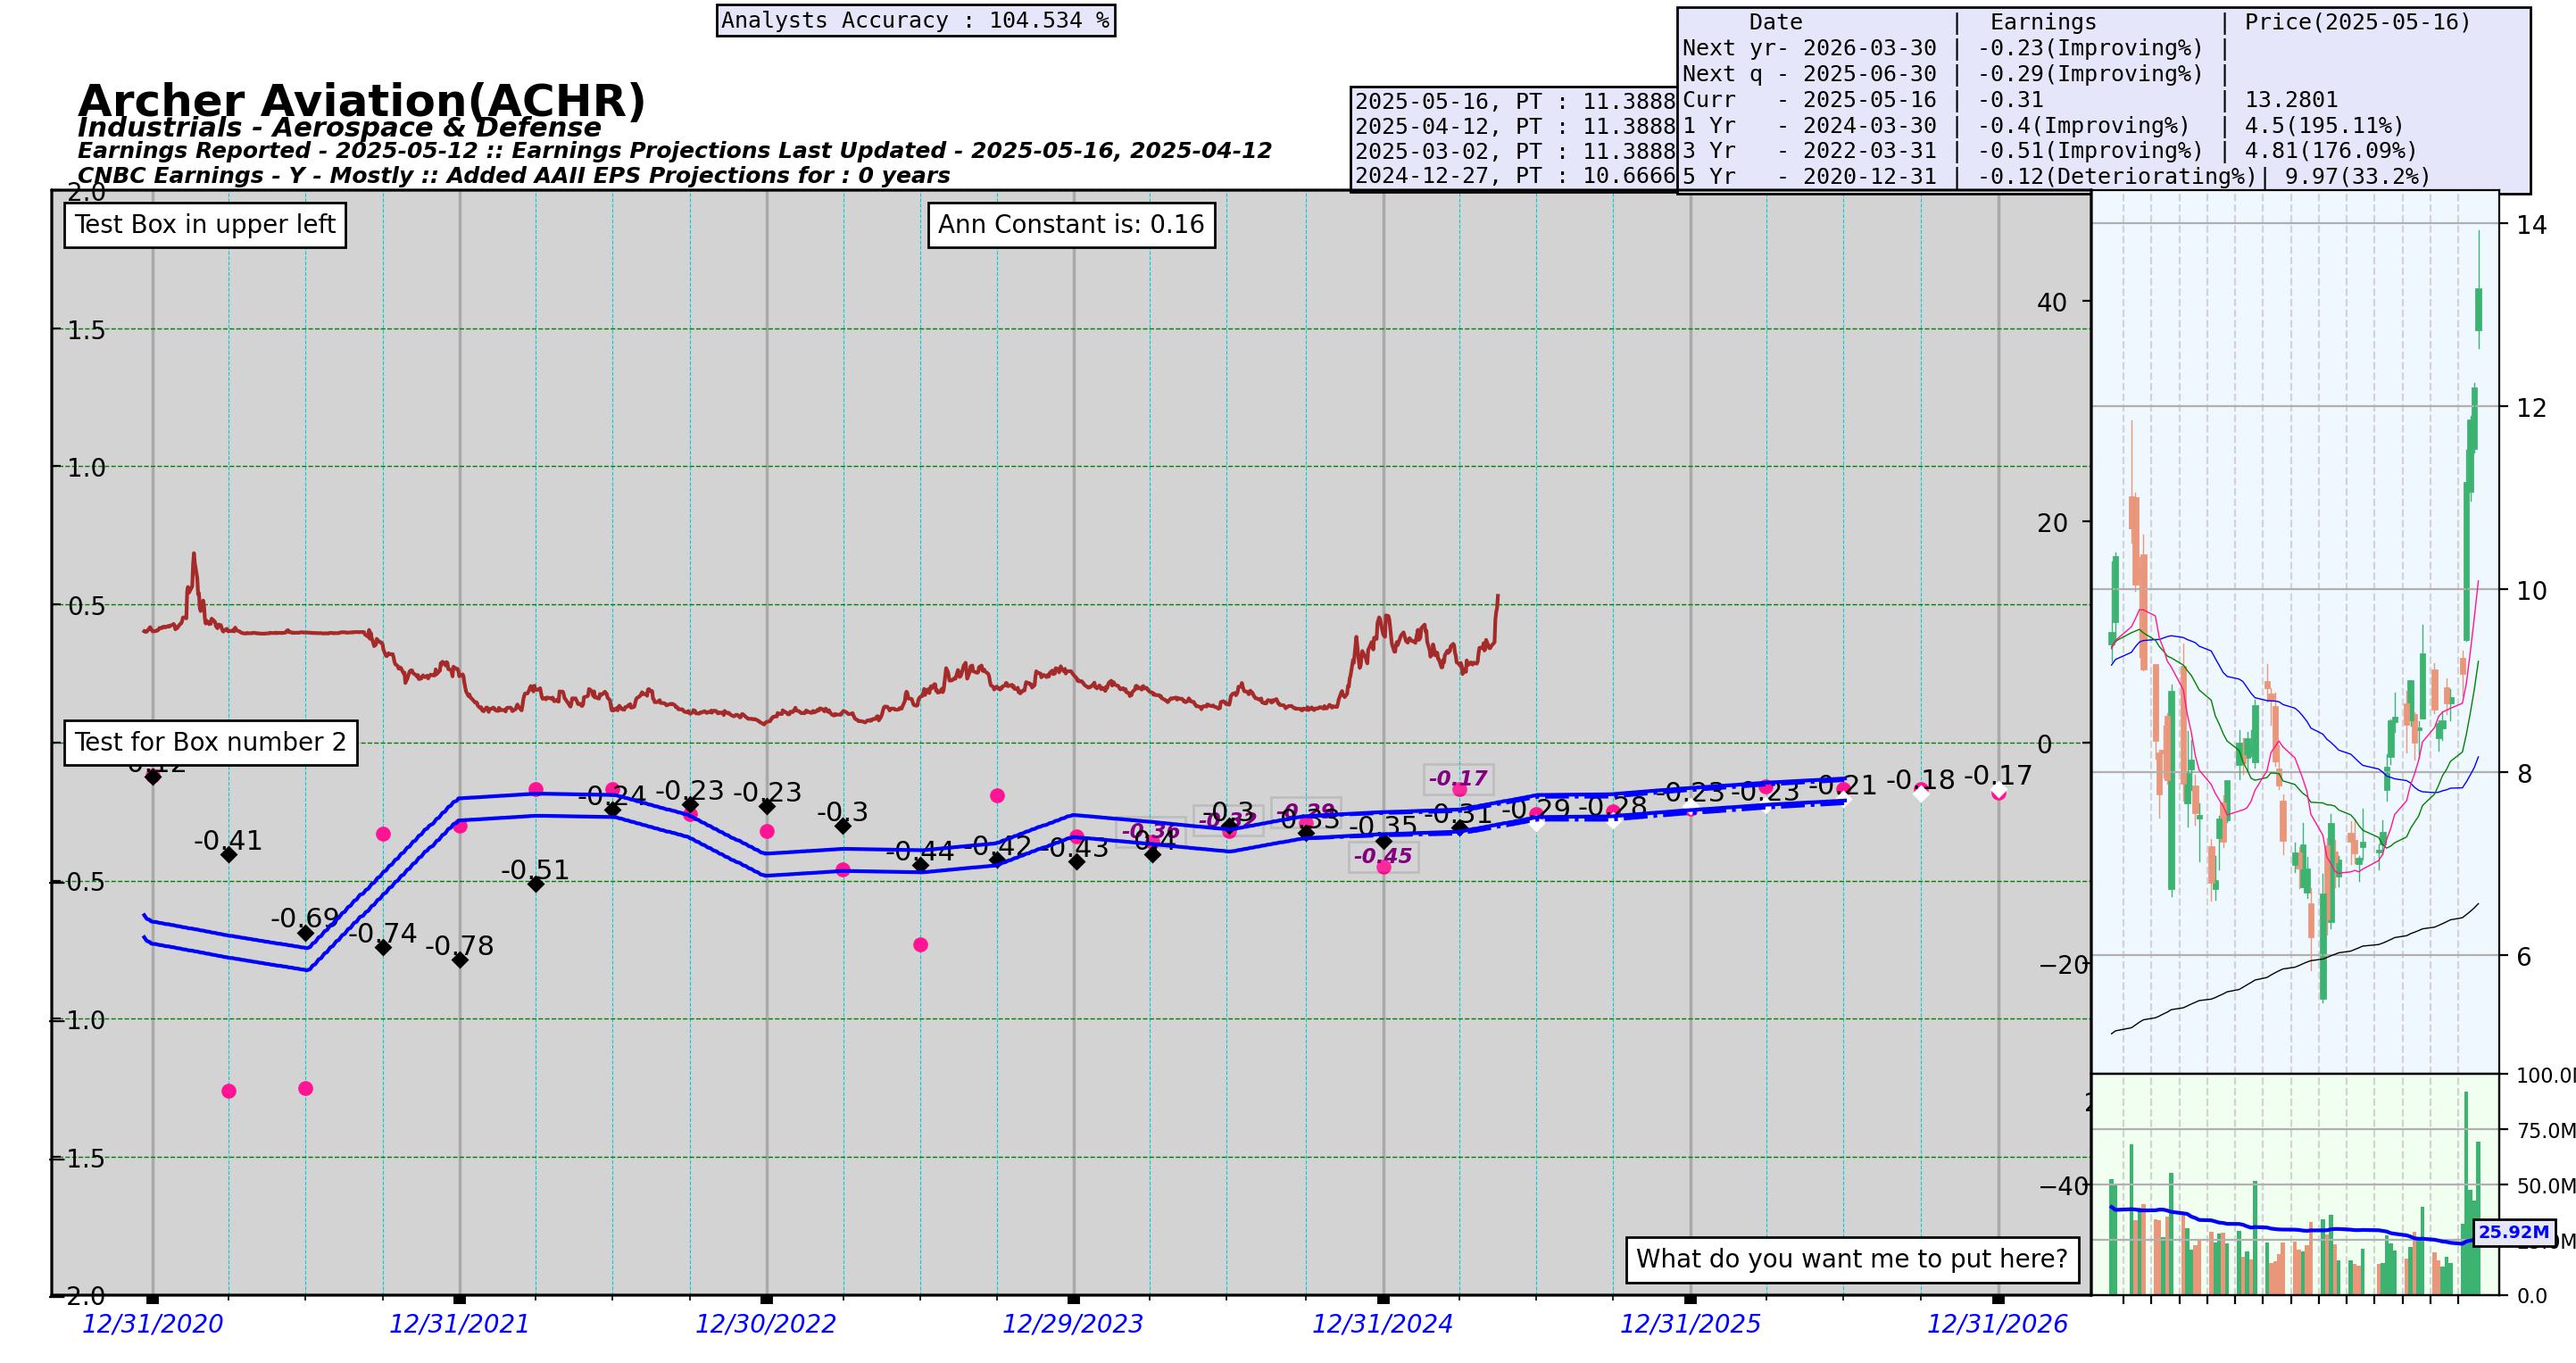 Analysts Accuracy : 104.534 %
Date | Earnings | Price(2025-05-16)
Next yr- 2026-03-30 | -0.23(Improving%) |
Next q - 2025-06-30 | -0.29(Improving%) |
Curr - 2025-05-16 | -0.31 | 13.2801
1 Yr - 2024-03-30 | -0.4(Improving%) | 4.5(195.11%)
3 Yr - 2022-03-31 | -0.51(Improving%) | 4.81(176.09%)
5 Yr - 2020-12-31 | -0.12(Deteriorating%)| 9.97(33.2%)
Archer Aviation(ACHR)
Industrials - Aerospace & Defense
Earnings Reported - 2025-05-12 :: Earnings Projections Last Updated - 2025-05-16, 2025-04-12
CNBC Earnings - Y - Mostly :: Added AAII EPS Projections for : 0 years
2025-05-16, PT : 11.3888
2025-04-12, PT : 11.3888
2025-03-02, PT : 11.3888
2024-12-27, PT : 10.6666
2.0
Test Box in upper left
Ann Constant is: 0.16
1.5
1.0
0.5
Test for Box number 2
-0.5
-1.0
-1.5
-2.0
-0.41
-0.69
-0.74
-0.78
-0.51
-0.24
-0.23
-0.23
-0.3
-0.44
-0.42
-0.43
-0.36
-0.4
-0.32
-0.3
-0.29
-0.33
-0.35
-0.45
-0.17
-0.31
-0.29
-0.28
-0.23
-0.23
-0.21
-0.18
-0.17
40
20
0
−20
−40
What do you want me to put here?
14
12
10
8
6
75.0M
50.0M
25.92M
0.0
12/31/2020
12/31/2021
12/30/2022
12/29/2023
12/31/2024
12/31/2025
12/31/2026